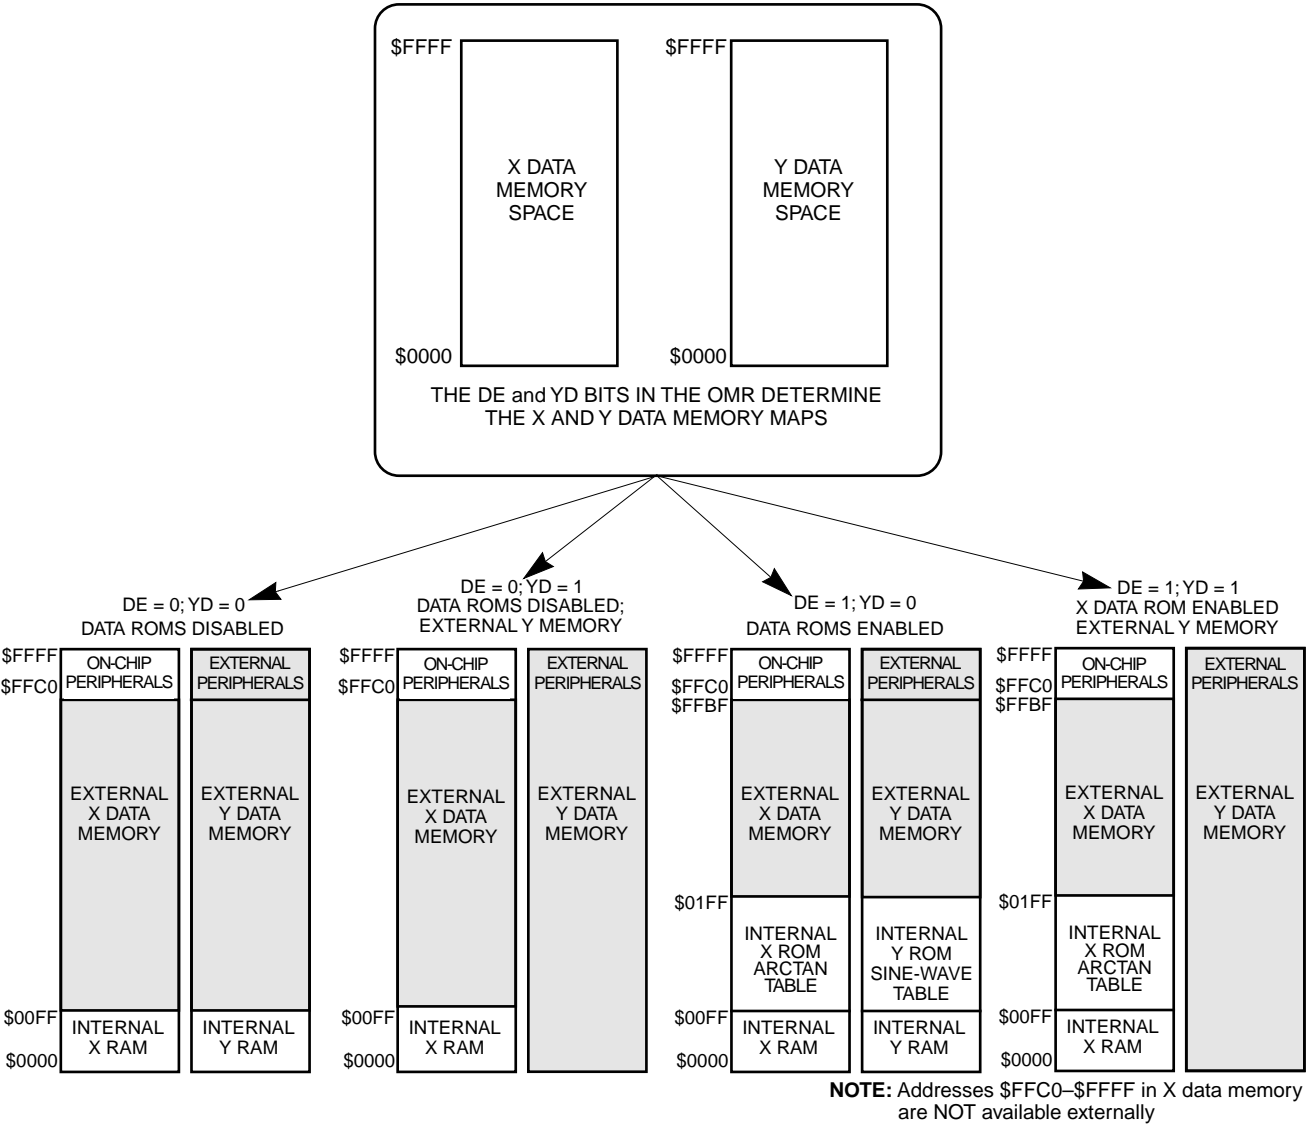 $FFFF
$FFFF
X DATA
MEMORY
SPACE
Y DATA
MEMORY
SPACE
$0000
$0000
THE DE and YD BITS IN THE OMR DETERMINE
THE X AND Y DATA MEMORY MAPS
DE = 0; YD = 0
DATA ROMS DISABLED
$FFFF
$FFC0
ON-CHIP
PERIPHERALS
EXTERNAL
PERIPHERALS
EXTERNAL
X DATA
MEMORY
EXTERNAL
Y DATA
MEMORY
$00FF
$0000
INTERNAL
X RAM
INTERNAL
Y RAM
DE = 0; YD = 1
DATA ROMS DISABLED;
EXTERNAL Y MEMORY
$FFFF
$FFC0
ON-CHIP
PERIPHERALS
EXTERNAL
PERIPHERALS
EXTERNAL
X DATA
MEMORY
EXTERNAL
Y DATA
MEMORY
$00FF
$0000
INTERNAL
X RAM
DE = 1; YD = 0
DATA ROMS ENABLED
$FFFF
$FFC0
$FFBF
ON-CHIP
PERIPHERALS
EXTERNAL
PERIPHERALS
EXTERNAL
X DATA
MEMORY
EXTERNAL
Y DATA
MEMORY
$01FF
INTERNAL
X ROM
ARCTAN
TABLE
INTERNAL
Y ROM
SINE-WAVE
TABLE
$00FF
$0000
INTERNAL
X RAM
INTERNAL
Y RAM
DE = 1; YD = 1
X DATA ROM ENABLED
EXTERNAL Y MEMORY
$FFFF
$FFC0
$FFBF
ON-CHIP
PERIPHERALS
EXTERNAL
PERIPHERALS
EXTERNAL
X DATA
MEMORY
EXTERNAL
Y DATA
MEMORY
$01FF
INTERNAL
X ROM
ARCTAN
TABLE
$00FF
$0000
INTERNAL
X RAM
NOTE: Addresses $FFC0–$FFFF in X data memory
are NOT available externally